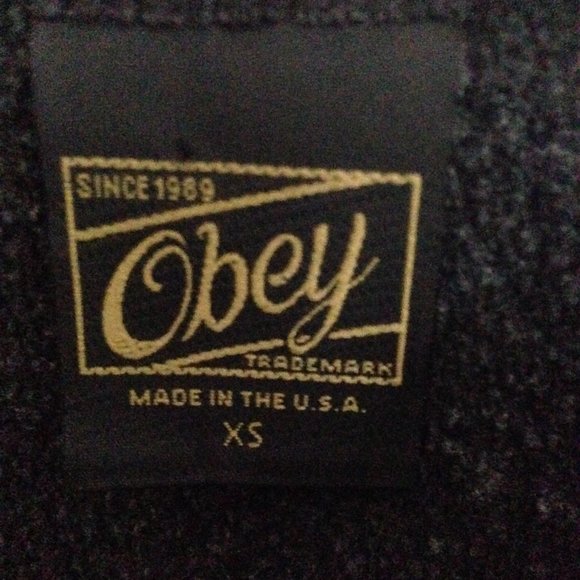 SINCE 1989
Obey
TRADEMARK
MADE IN THE U.S.A.
XS